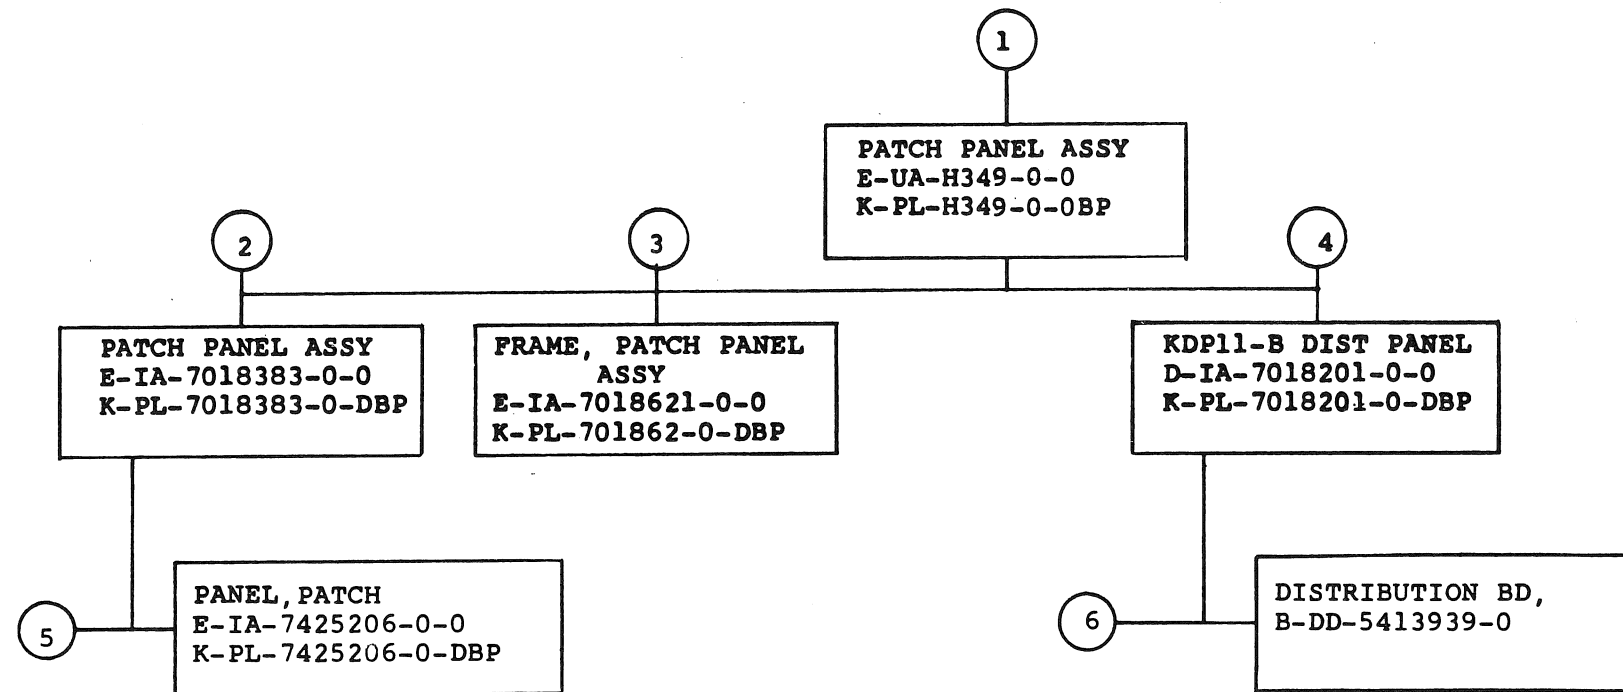 1
PATCH PANEL ASSY
E-UA-H349-0-0
K-PL-H349-0-0BP
2
3
4
PATCH PANEL ASSY
E-IA-7018383-0-0
K-PL-7018383-0-DBP
FRAME, PATCH PANEL
ASSY
E-IA-7018621-0-0
K-PL-701862-0-DBP
KDP11-B DIST PANEL
D-IA-7018201-0-0
K-PL-7018201-0-DBP
5
PANEL,PATCH
E-IA-7425206-0-0
K-PL-7425206-0-DBP
6
DISTRIBUTION BD,
B-DD-5413939-0